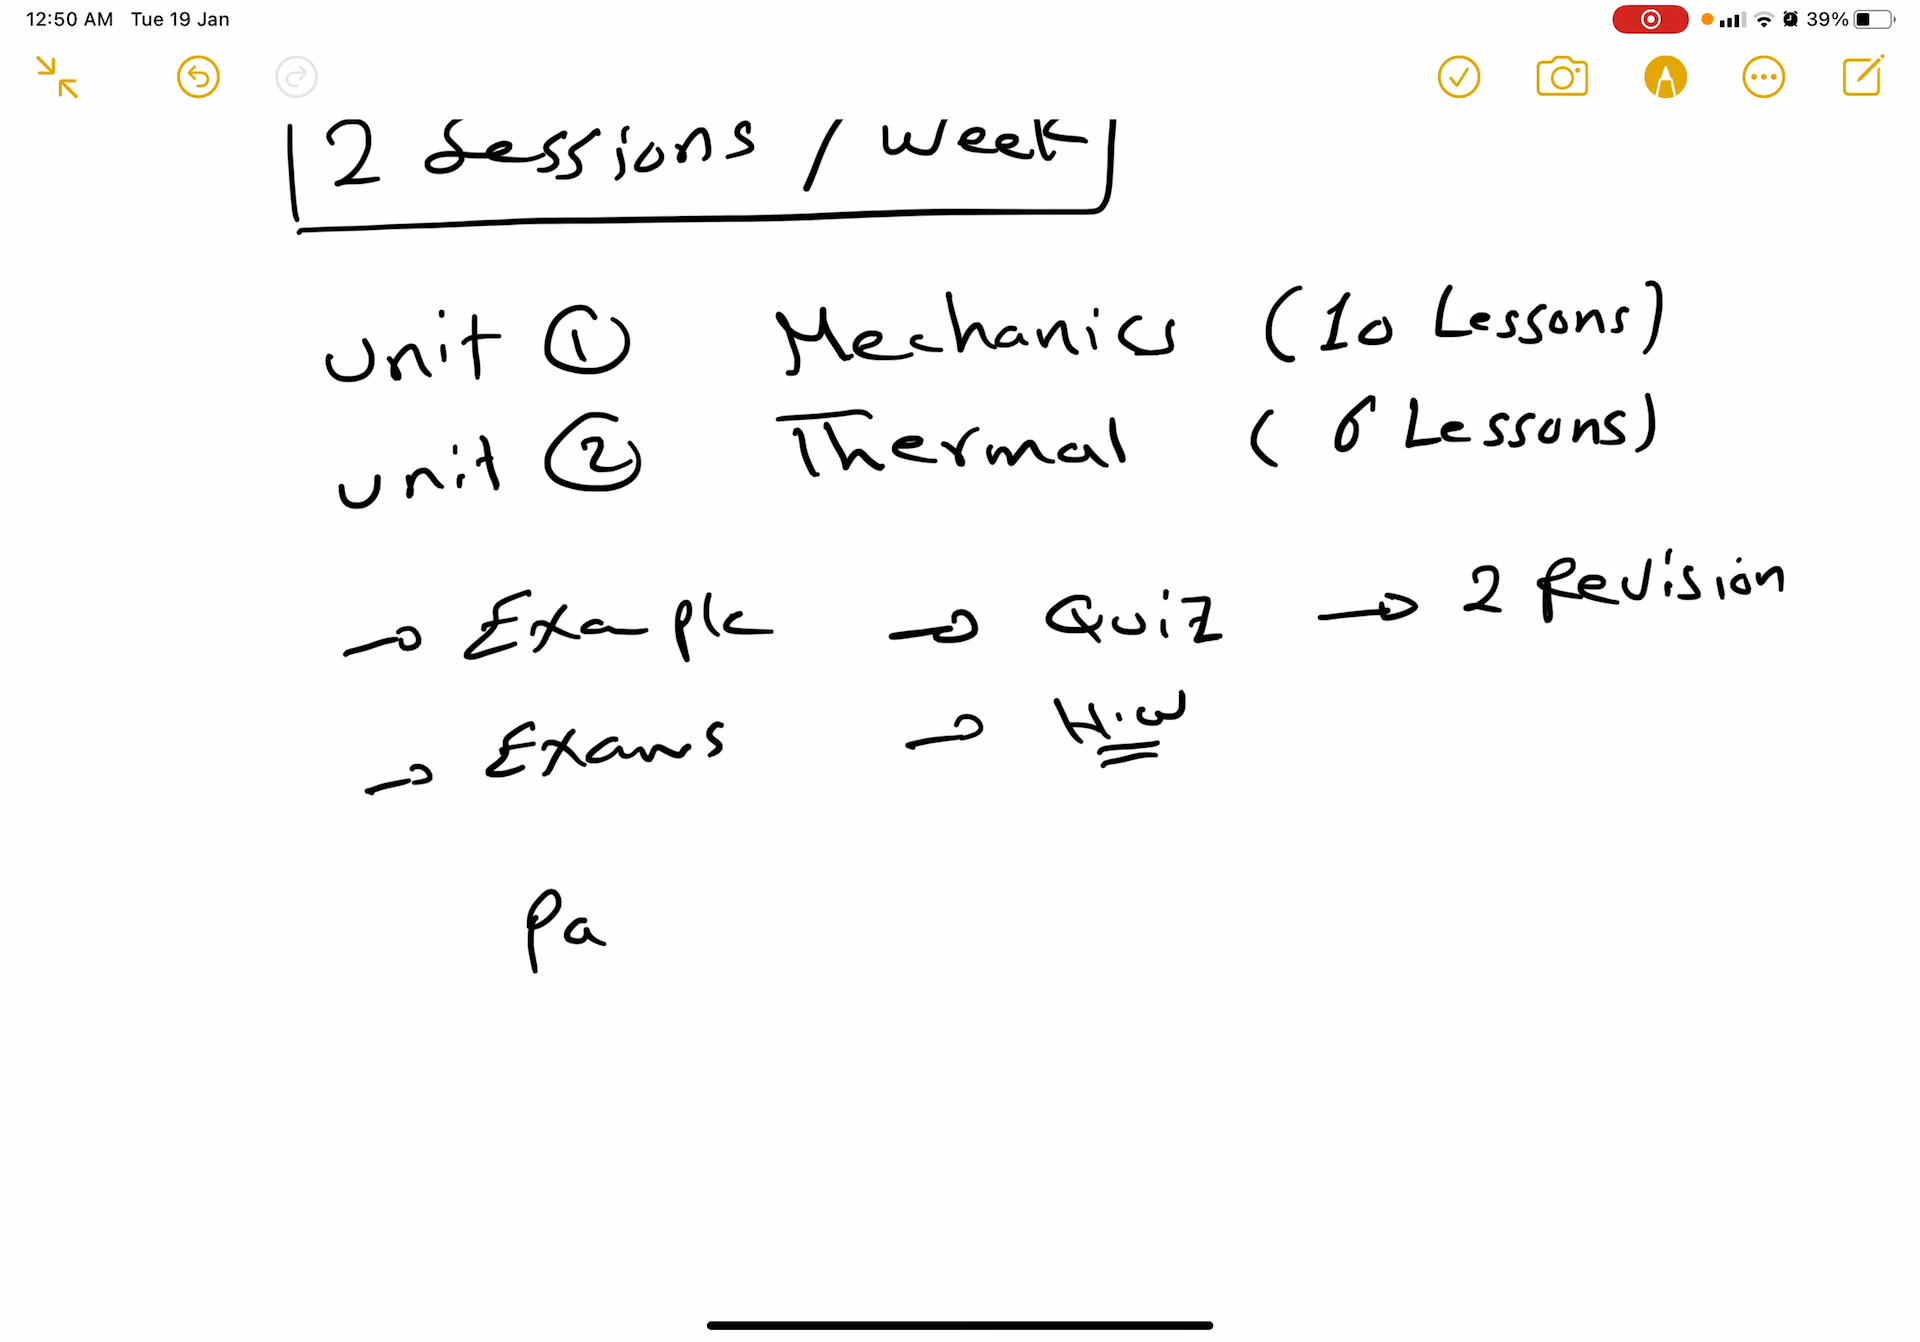 12:50 AM Tue 19 Jan 39%
2 Sessions / Week
Unit ① Mechanics (10 Lessons)
Unit ② Thermal (6 Lessons)
→ Example → Quiz → 2 Revision
→ Exams → H.W
Pa